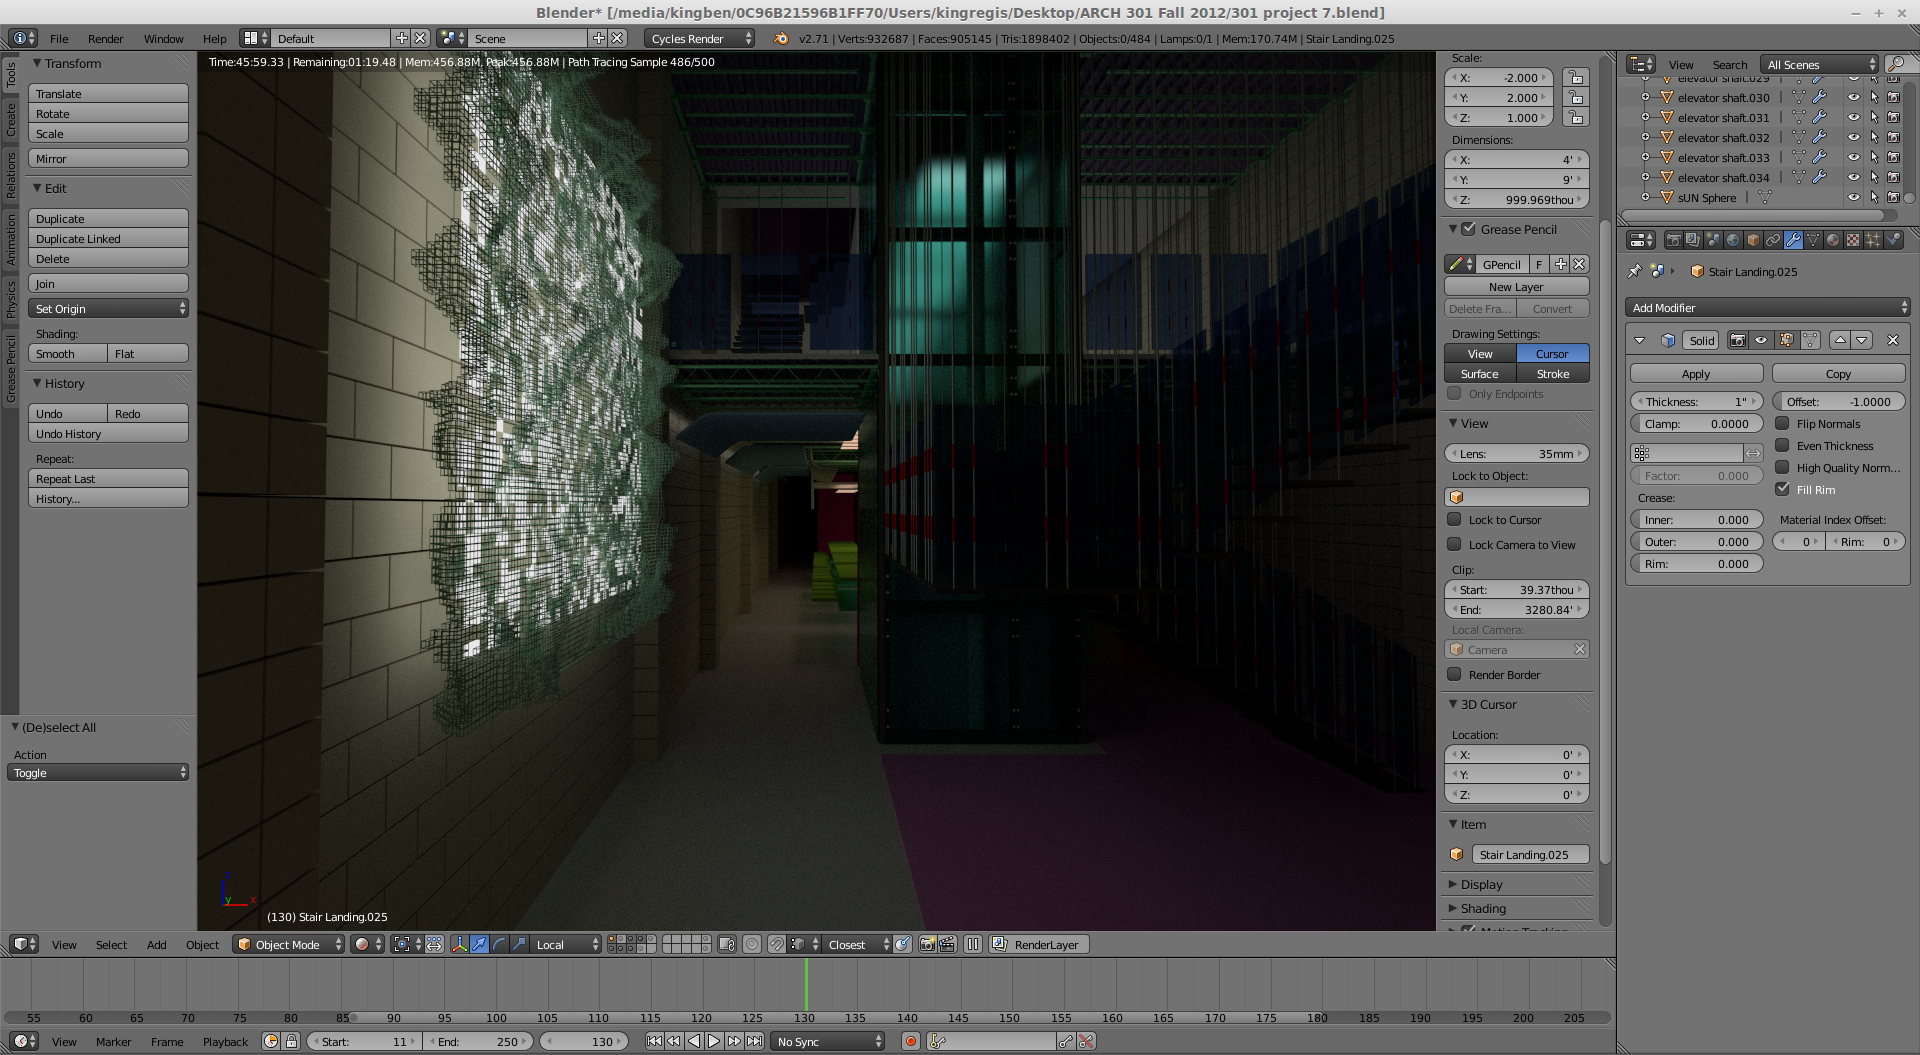 Blender* [/media/kingben/0C96B21596B1FF70/Users/kingregis/Desktop/ARCH 301 Fall 2012/301 project 7.blend]
File Render Window Help Default Scene Cycles Render v2.71 | Verts:932687 | Faces:905145 | Tris:1898402 | Objects:0/484 | Lamps:0/1 | Mem:170.74M | Stair Landing.025
Time:45:59.33 | Remaining:01:19.48 | Mem:456.88M, Peak:456.88M | Path Tracing Sample 486/500
Tools
Create
Relations
Animation
Physics
Grease Pencil
Transform
Translate
Rotate
Scale
Mirror
Edit
Duplicate
Duplicate Linked
Delete
Join
Set Origin
Shading:
Smooth Flat
History
Undo Redo
Undo History
Repeat:
Repeat Last
History...
(De)select All
Action
Toggle
z
y x
(130) Stair Landing.025
Scale:
X: -2.000
Y: 2.000
Z: 1.000
Dimensions:
X: 4'
Y: 9'
Z: 999.969thou
Grease Pencil
GPencil F
New Layer
Delete Fra... Convert
Drawing Settings:
View Cursor
Surface Stroke
Only Endpoints
View
Lens: 35mm
Lock to Object:
Lock to Cursor
Lock Camera to View
Clip:
Start: 39.37thou
End: 3280.84'
Local Camera:
Camera
Render Border
3D Cursor
Location:
X: 0'
Y: 0'
Z: 0'
Item
Stair Landing.025
Display
Shading
Motion Tracking
View Search All Scenes
elevator shaft.029
elevator shaft.030
elevator shaft.031
elevator shaft.032
elevator shaft.033
elevator shaft.034
sUN Sphere
Stair Landing.025
Add Modifier
Solid
Apply Copy
Thickness: 1" Offset: -1.0000
Clamp: 0.0000 Flip Normals
Even Thickness
High Quality Norm...
Factor: 0.000
Fill Rim
Crease:
Inner: 0.000 Material Index Offset:
Outer: 0.000 0 Rim: 0
Rim: 0.000
View Select Add Object Object Mode Local Closest RenderLayer
55 60 65 70 75 80 85 90 95 100 105 110 115 120 125 130 135 140 145 150 155 160 165 170 175 180 185 190 195 200 205
View Marker Frame Playback Start: 11 End: 250 130 No Sync